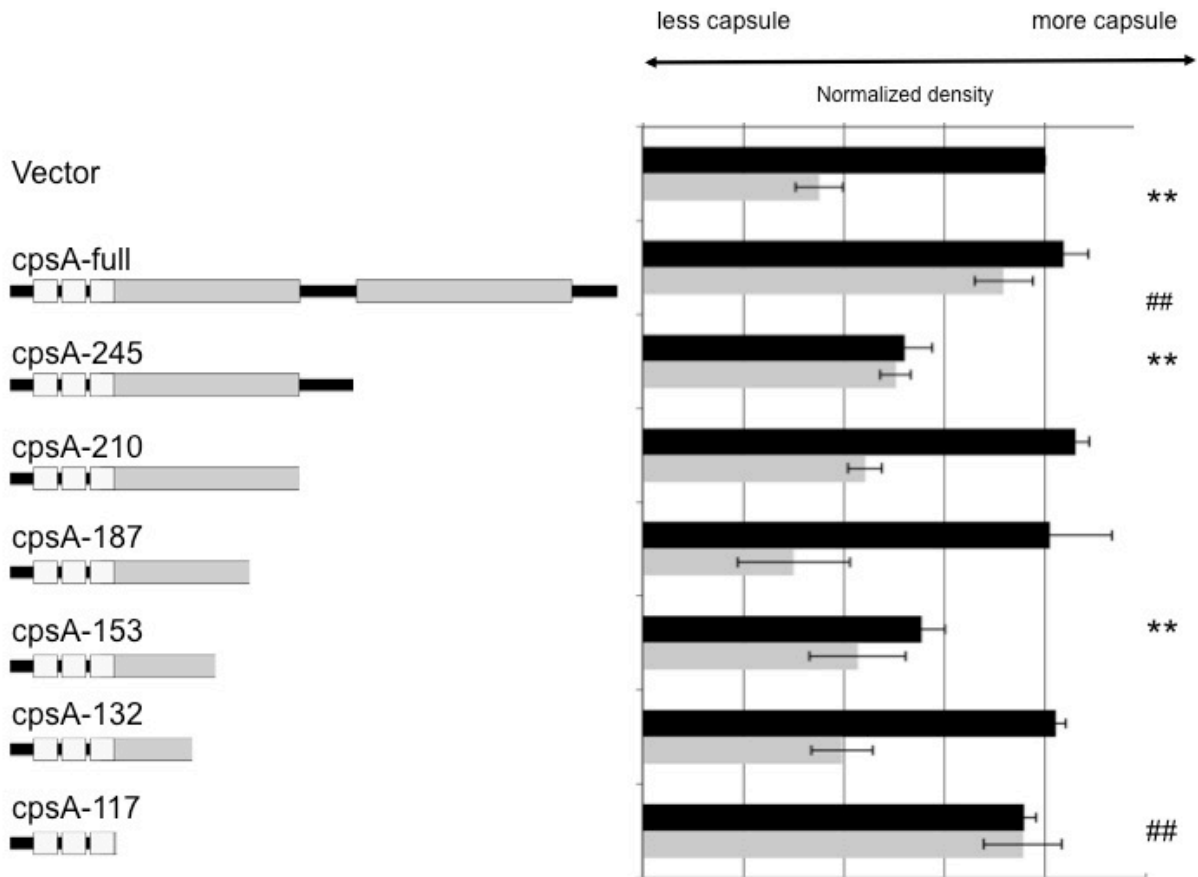 less capsule more capsule
Normalized density
Vector
**
cpsA-full
##
cpsA-245
**
cpsA-210
cpsA-187
cpsA-153
**
cpsA-132
cpsA-117
##